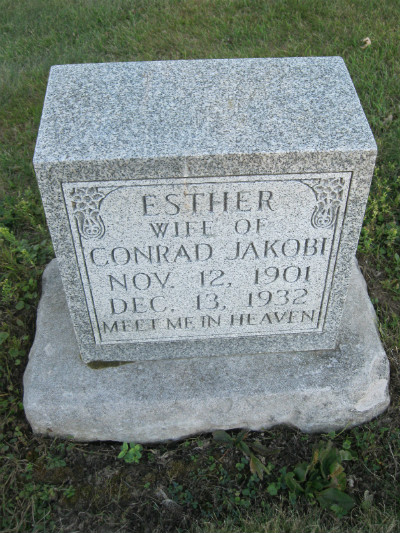 ESTHER
WIFE OF
CONRAD JAKOBI
NOV. 12, 1901
DEC. 13, 1932
MEET ME IN HEAVEN